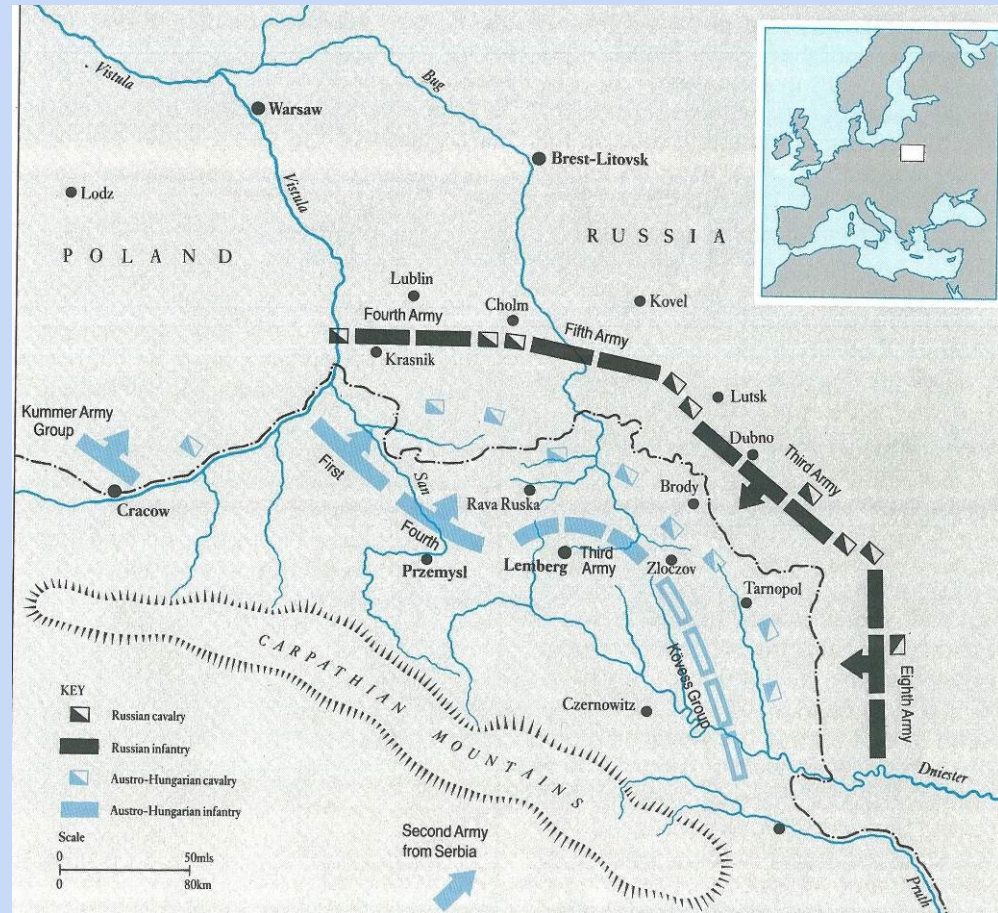 Vistula
Warsaw
Bug
Brest-Litovsk
Lodz
Vistula
POLAND
RUSSIA
Lublin
Fourth Army
Cholm
Kovel
Fifth Army
Krasnik
Lutsk
Kummer Army
Group
Dubno
Third Army
First
San
Rava Ruska
Brody
Cracow
Fourth
Przemysl
Lemberg
Third
Army
Zloczov
Tarnopol
CARPATHIAN
MOUNTAINS
Kövess Group
Eighth Army
Czernowitz
Dniester
Pruth
KEY
Russian cavalry
Russian infantry
Austro-Hungarian cavalry
Austro-Hungarian infantry
Scale
0 50mls
0 80km
Second Army
from Serbia